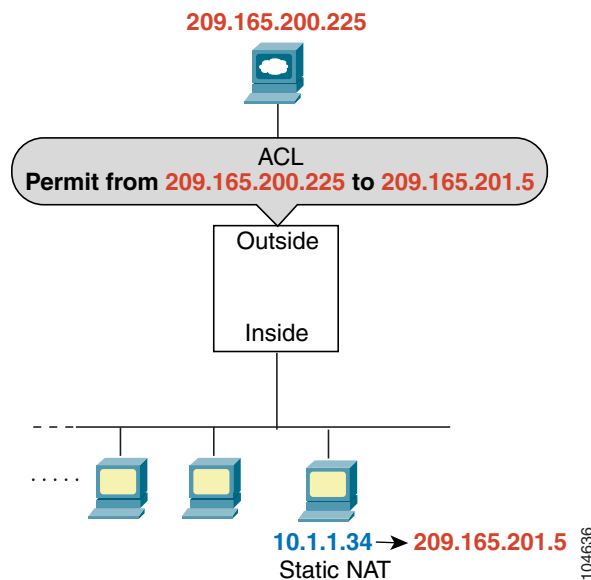 209.165.200.225
ACL
Permit from 209.165.200.225 to 209.165.201.5
Outside
Inside
10.1.1.34 → 209.165.201.5
Static NAT
104636